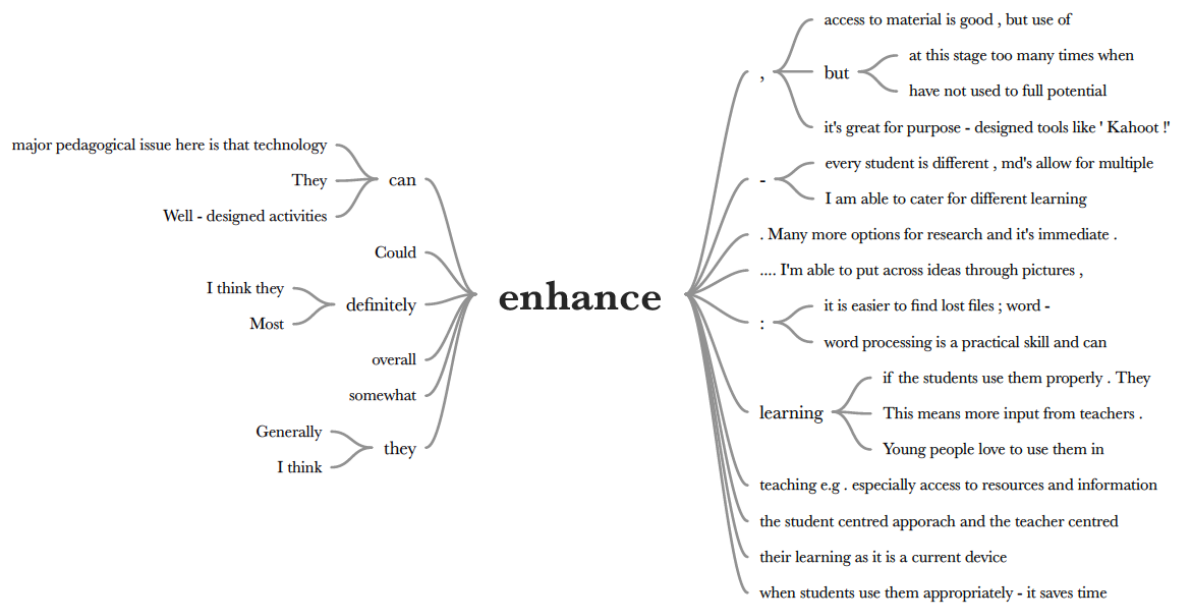 major pedagogical issue here is that technology
They
Well - designed activities
can
Could
I think they
Most
definitely
overall
somewhat
Generally
I think
they
enhance
,
access to material is good , but use of
but
at this stage too many times when
have not used to full potential
it's great for purpose - designed tools like ' Kahoot !'
-
every student is different , md's allow for multiple
I am able to cater for different learning
. Many more options for research and it's immediate .
.... I'm able to put across ideas through pictures ,
:
it is easier to find lost files ; word -
word processing is a practical skill and can
learning
if the students use them properly . They
This means more input from teachers .
Young people love to use them in
teaching e.g . especially access to resources and information
the student centred apporach and the teacher centred
their learning as it is a current device
when students use them appropriately - it saves time